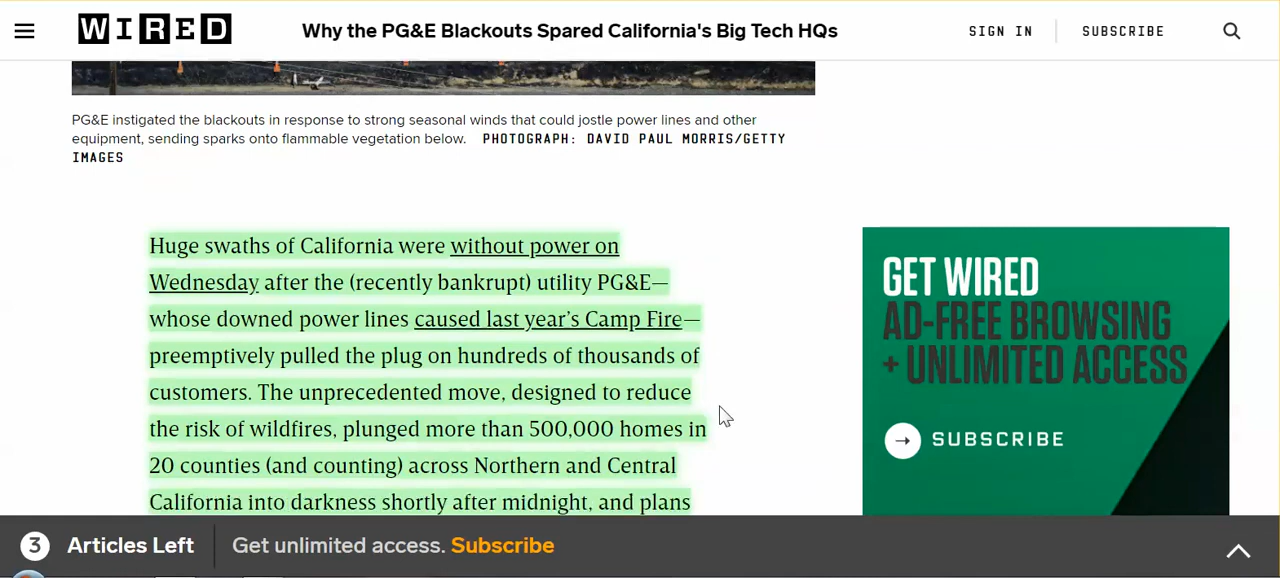 WIRED
Why the PG&E Blackouts Spared California's Big Tech HQs
SIGN IN
SUBSCRIBE
PG&E instigated the blackouts in response to strong seasonal winds that could jostle power lines and other
equipment, sending sparks onto flammable vegetation below. PHOTOGRAPH: DAVID PAUL MORRIS/GETTY
IMAGES
Huge swaths of California were without power on
Wednesday after the (recently bankrupt) utility PG&E—
whose downed power lines caused last year’s Camp Fire—
preemptively pulled the plug on hundreds of thousands of
customers. The unprecedented move, designed to reduce
the risk of wildfires, plunged more than 500,000 homes in
20 counties (and counting) across Northern and Central
California into darkness shortly after midnight, and plans
GET WIRED
AD-FREE BROWSING
+ UNLIMITED ACCESS
SUBSCRIBE
3 Articles Left
Get unlimited access. Subscribe